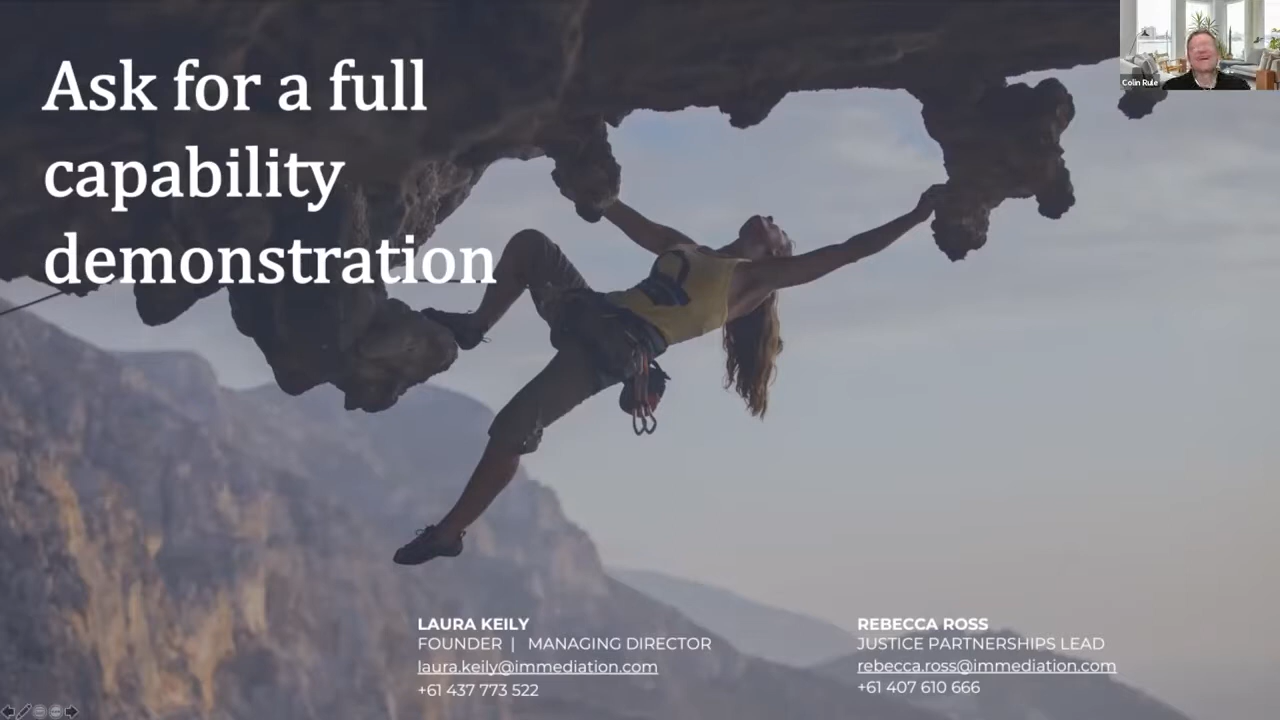 Ask for a full
capability
demonstration
Colin Rule
LAURA KEILY
FOUNDER | MANAGING DIRECTOR
laura.keily@immediation.com
+61 437 773 522
REBECCA ROSS
JUSTICE PARTNERSHIPS LEAD
rebecca.ross@immediation.com
+61 407 610 666